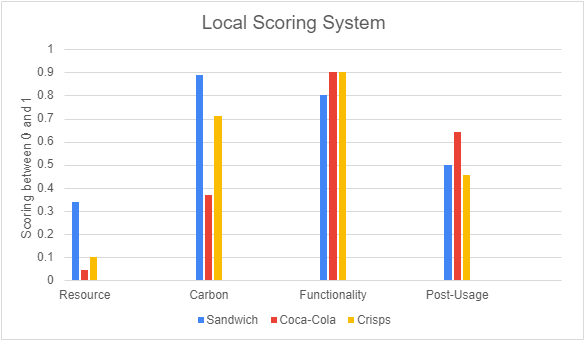 Local Scoring System
Scoring between 0 and 1
1
0.9
0.8
0.7
0.6
0.5
0.4
0.3
0.2
0.1
0
Resource Carbon Functionality Post-Usage
Sandwich Coca-Cola Crisps